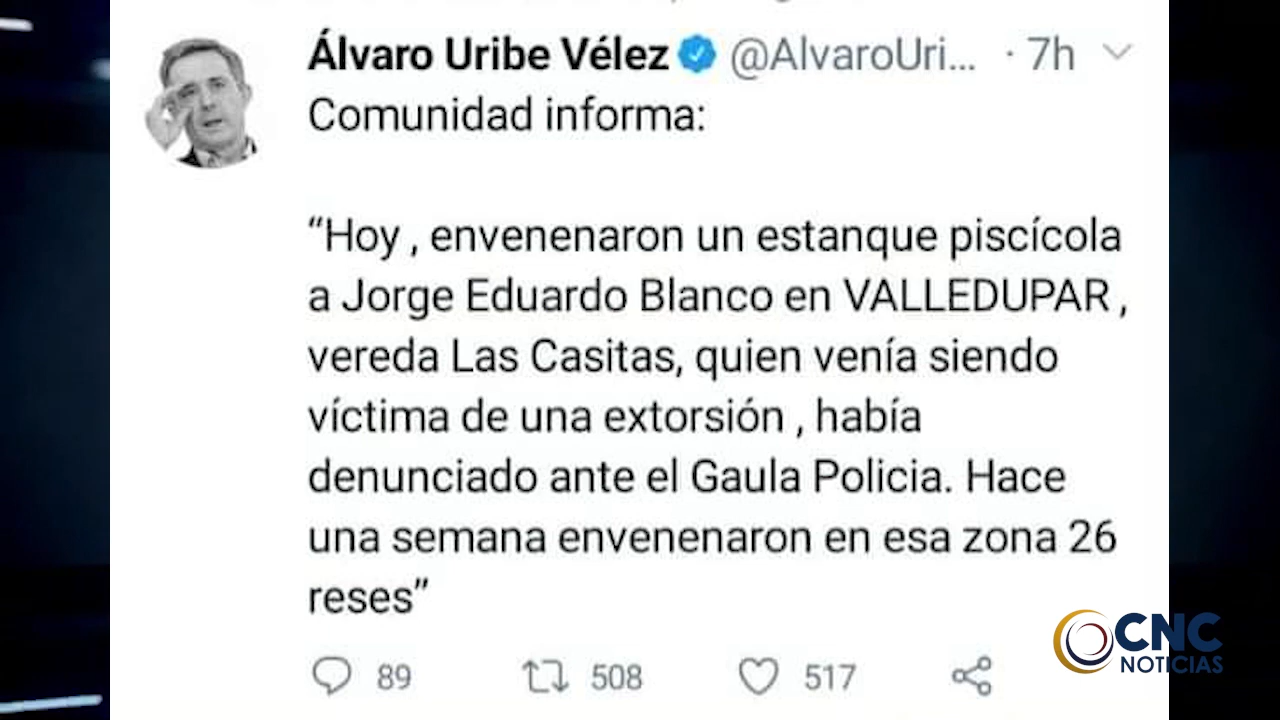 Álvaro Uribe Vélez @AlvaroUri... · 7h
Comunidad informa:
“Hoy , envenenaron un estanque piscícola
a Jorge Eduardo Blanco en VALLEDUPAR ,
vereda Las Casitas, quien venía siendo
víctima de una extorsión , había
denunciado ante el Gaula Policia. Hace
una semana envenenaron en esa zona 26
reses”
89 508 517
CNC
NOTICIAS